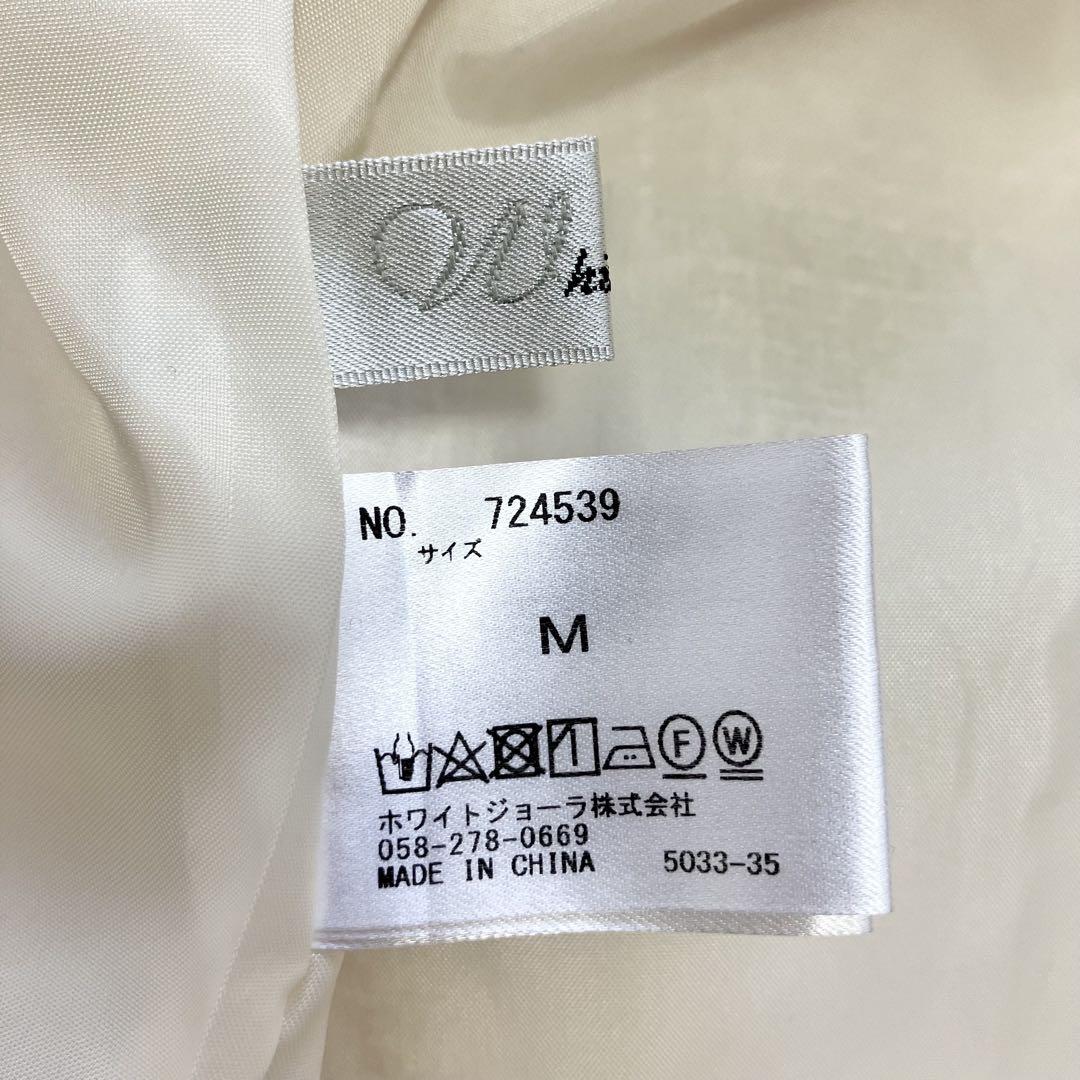 Whi
NO. 724539
サイズ
M
F W
ホワイトジョーラ株式会社
058-278-0669
MADE IN CHINA 5033-35